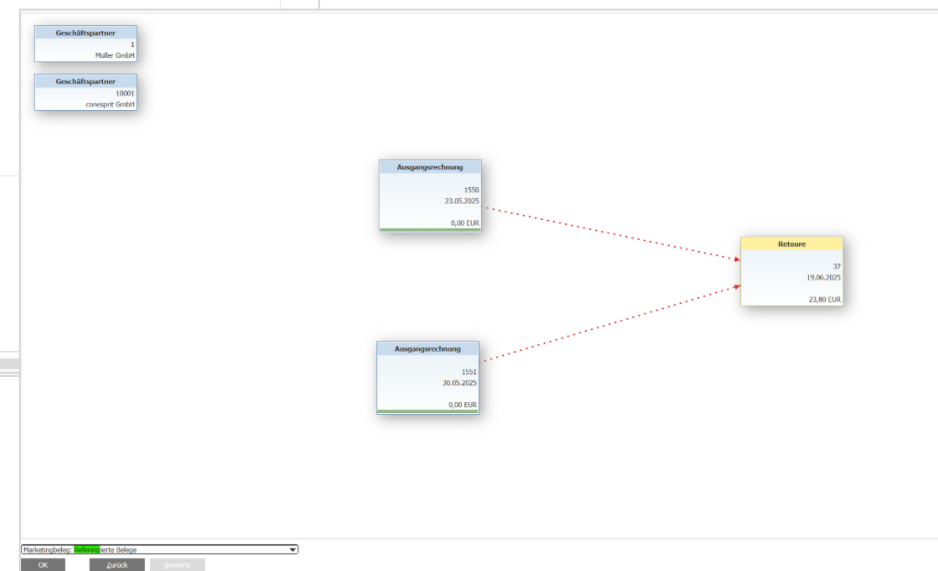 Geschäftspartner
1
Müller GmbH
Geschäftspartner
10001
conesprit GmbH
Ausgangsrechnung
1550
23.05.2025
0,00 EUR
Retoure
37
19.06.2025
23,80 EUR
Ausgangsrechnung
1551
30.05.2025
0,00 EUR
Marketingbeleg: Referenzierte Belege
OK Zurück Vorwärts